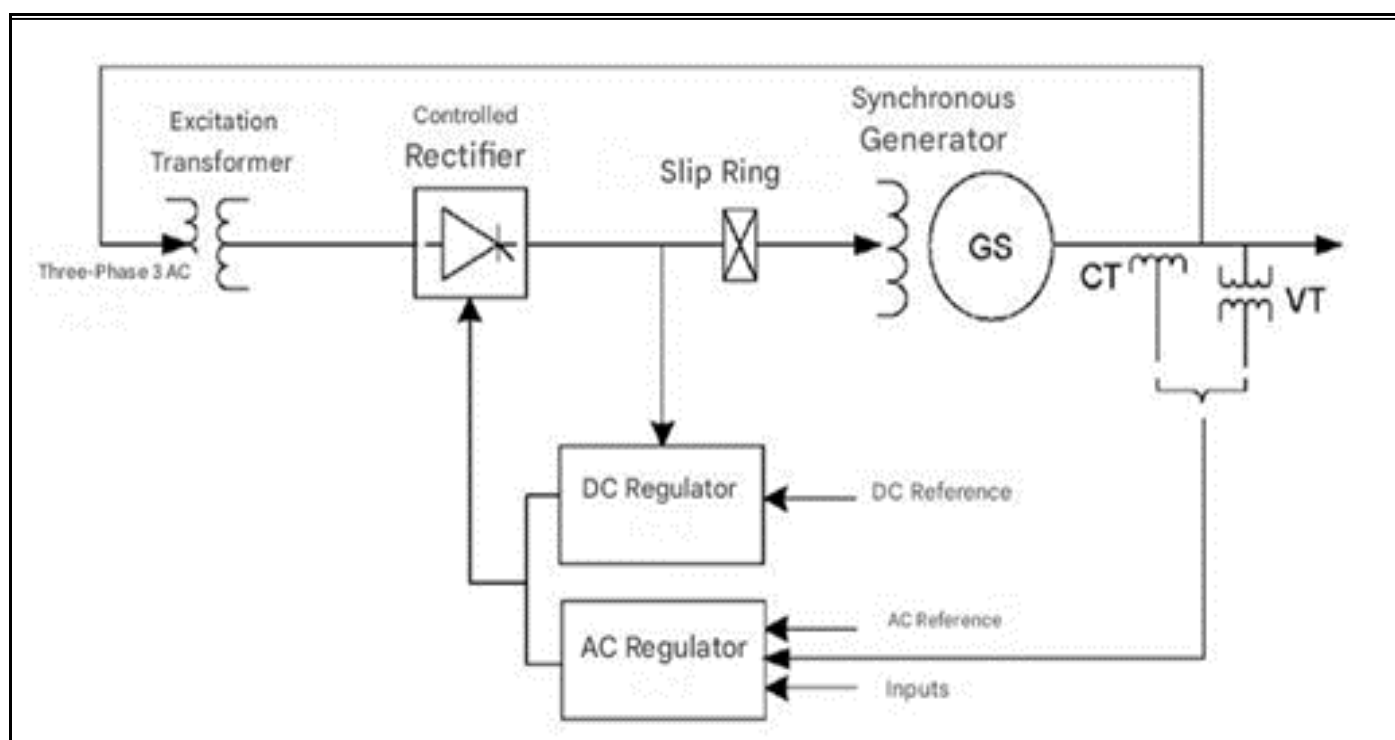 Excitation
Transformer
Controlled
Rectifier
Slip Ring
Synchronous
Generator
GS
Three-Phase 3 AC
CT
VT
DC Regulator
DC Reference
AC Regulator
AC Reference
Inputs